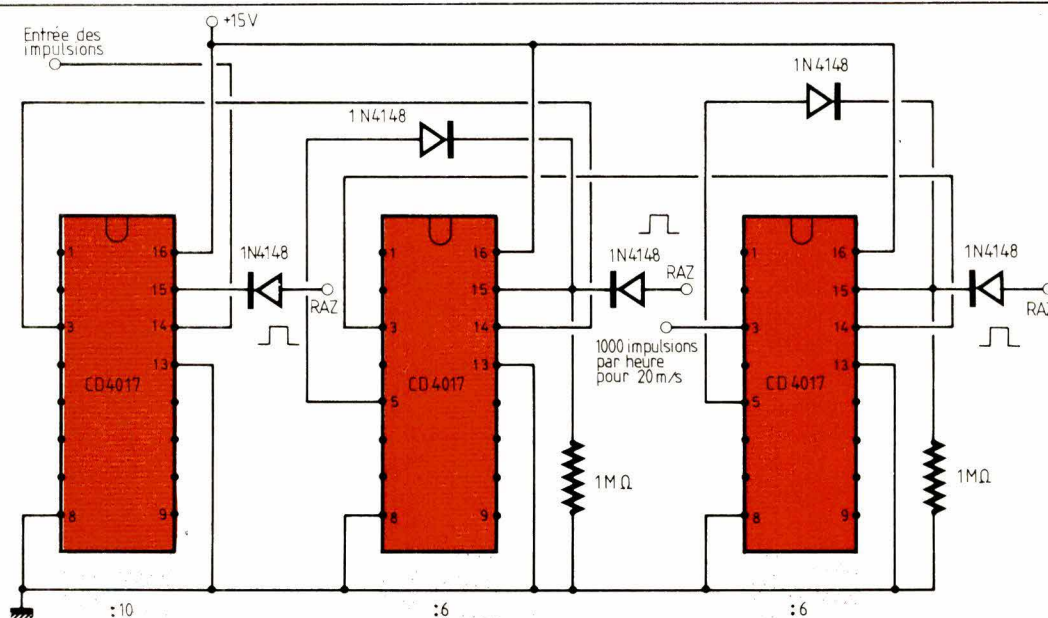 +15V
Entrée des
impulsions
1N4148
1N4148
1
16
15
3
14
13
CD4017
8
9
1N4148
RAZ
1
16
15
3
14
13
CD4017
5
8
9
1N4148
RAZ
1000 impulsions
par heure
pour 20m/s
1MΩ
1
16
15
3
14
13
CD4017
5
8
9
1N4148
RAZ
1MΩ
:10
:6
:6